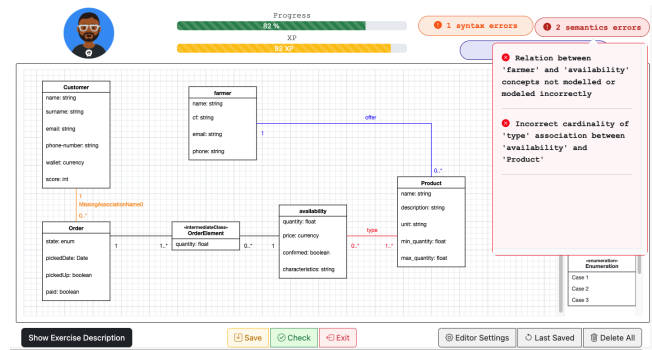 Progress
82 %
XP
93 XP
1 syntax errors
2 semantics errors
Relation between
'farmer' and 'availability'
concepts not modelled or
modeled incorrectly
Incorrect cardinality of
'type' association between
'availability' and
'Product'
Customer
name: string
surname: string
email: string
phone-number: string
wallet: currency
score: int
farmer
name: string
cf: string
email: string
phone: string
offer
1
0..*
1
MissingAssociationName0
0..*
Product
name: string
description: string
unit: string
min_quantity: float
max_quantity: float
Order
state: enum
pickedDate: Date
pickedUp: boolean
paid: boolean
1
1..*
«intermediateClass»
OrderElement
quantity: float
0..*
1
availability
quantity: float
price: currency
confirmed: boolean
characteristics: string
type
0..*
1..*
«enumeration»
Enumeration
Case 1
Case 2
Case 3
Show Exercise Description
Save
Check
Exit
Editor Settings
Last Saved
Delete All